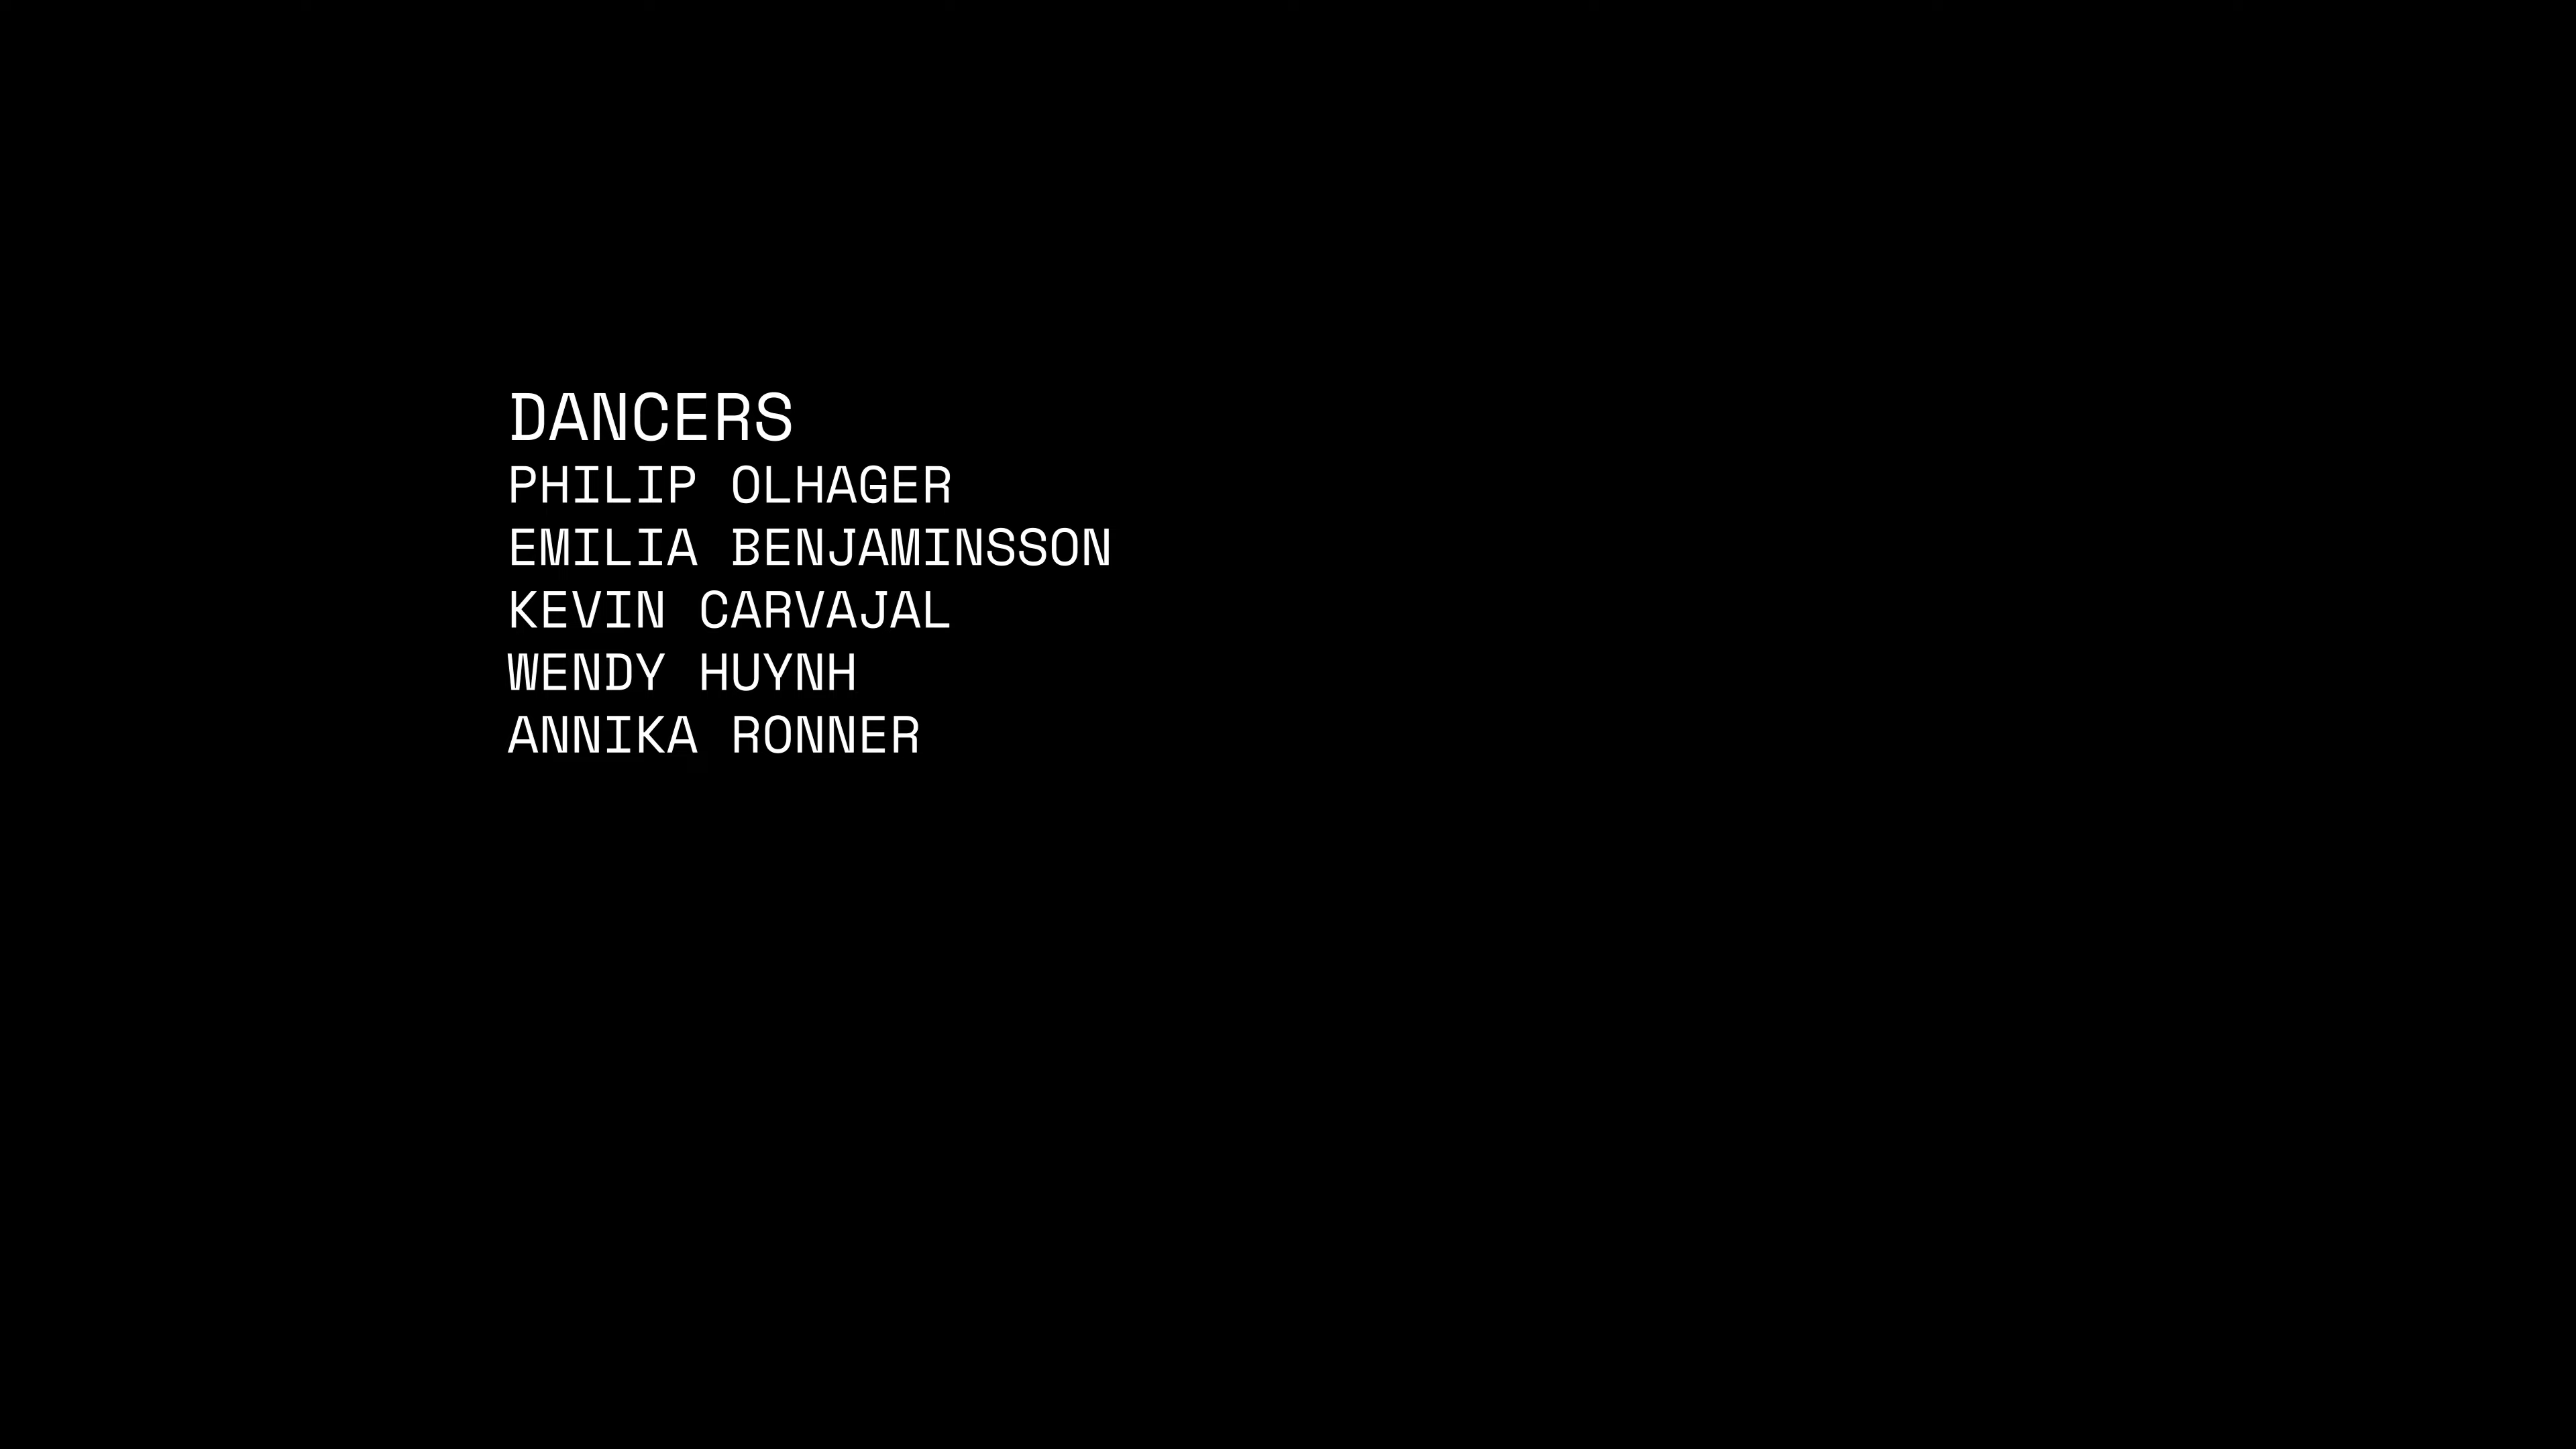 DANCERS
PHILIP OLHAGER
EMILIA BENJAMINSSON
KEVIN CARVAJAL
WENDY HUYNH
ANNIKA RONNER